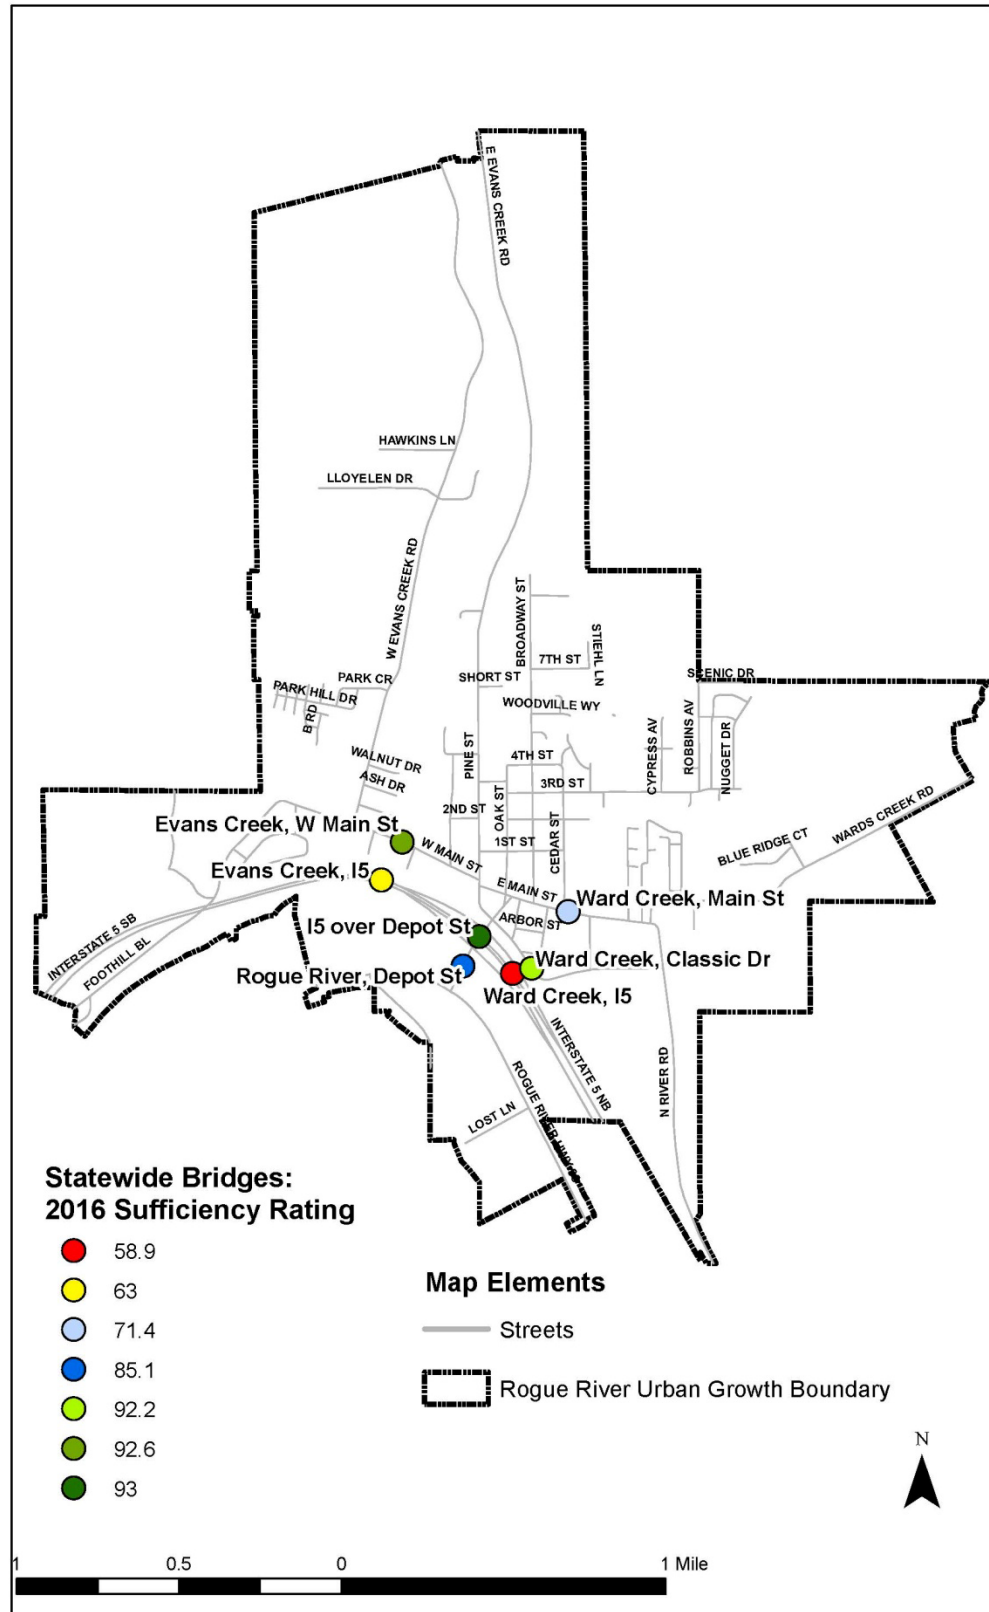 E EVANS CREEK RD
HAWKINS LN
LLOYELEN DR
W EVANS CREEK RD
BROADWAY ST
STIEHL LN
7TH ST
SHORT ST
SCENIC DR
PARK CR
PARK HILL DR
B RD
WOODVILLE WY
PINE ST
CYPRESS AV
ROBBINS AV
NUGGET DR
WALNUT DR
4TH ST
ASH DR
3RD ST
2ND ST
OAK ST
CEDAR ST
WARDS CREEK RD
Evans Creek, W Main St
W MAIN ST
1ST ST
BLUE RIDGE CT
Evans Creek, I5
E MAIN ST
Ward Creek, Main St
I5 over Depot St
ARBOR ST
INTERSTATE 5 SB
FOOTHILL BL
Rogue River, Depot St
Ward Creek, Classic Dr
Ward Creek, I5
INTERSTATE 5 NB
N RIVER RD
ROGUE RIVER HWY
LOST LN
Statewide Bridges:
2016 Sufficiency Rating
58.9
63
71.4
85.1
92.2
92.6
93
Map Elements
Streets
Rogue River Urban Growth Boundary
N
1 0.5 0 1 Mile